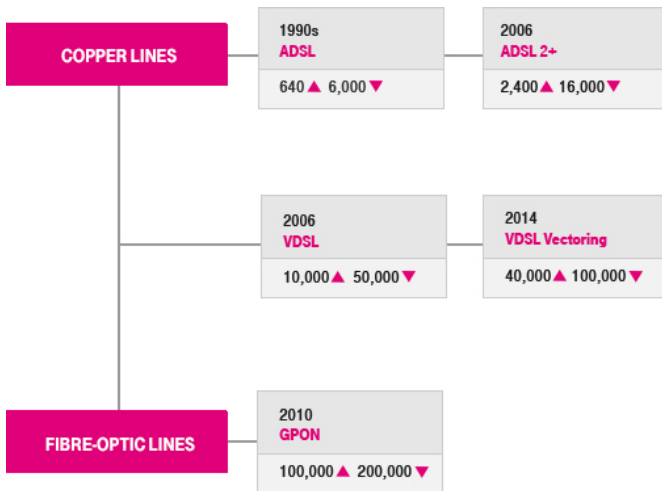 COPPER LINES
1990s
ADSL
640▲ 6,000▼
2006
ADSL 2+
2,400▲ 16,000▼
2006
VDSL
10,000▲ 50,000▼
2014
VDSL Vectoring
40,000▲ 100,000▼
FIBRE-OPTIC LINES
2010
GPON
100,000▲ 200,000▼